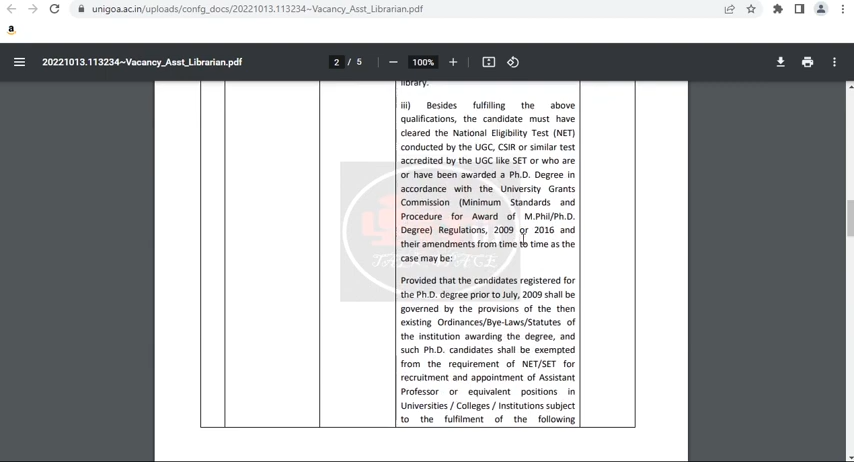 unigoa.ac.in/uploads/confg_docs/20221013.113234~Vacancy_Asst_Librarian.pdf
a
20221013.113234~Vacancy_Asst_Librarian.pdf
2 / 5
100%
library.
iii) Besides fulfilling the above
qualifications, the candidate must have
cleared the National Eligibility Test (NET)
conducted by the UGC, CSIR or similar test
accredited by the UGC like SET or who are
or have been awarded a Ph.D. Degree in
accordance with the University Grants
Commission (Minimum Standards and
Procedure for Award of M.Phil/Ph.D.
Degree) Regulations, 2009 or 2016 and
their amendments from time to time as the
case may be:
Provided that the candidates registered for
the Ph.D. degree prior to July, 2009 shall be
governed by the provisions of the then
existing Ordinances/Bye-Laws/Statutes of
the institution awarding the degree, and
such Ph.D. candidates shall be exempted
from the requirement of NET/SET for
recruitment and appointment of Assistant
Professor or equivalent positions in
Universities / Colleges / Institutions subject
to the fulfilment of the following